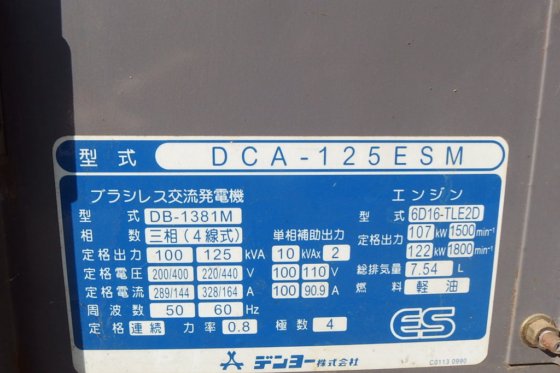 型式 DCA-125ESM
ブラシレス交流発電機
型式 DB-1381M
相数 三相(4線式) 単相補助出力
定格出力 100 125 kVA 10 kVA× 2
定格電圧 200/400 220/440 V 100 110 V
定格電流 289/144 328/164 A 100 90.9 A
周波数 50 60 Hz
定格 連続 力率 0.8 極数 4
エンジン
型式 6D16-TLE2D
定格出力 107 kW 1500 min⁻¹
122 kW 1800 min⁻¹
総排気量 7.54 L
燃料 軽油
ES
デンヨー株式会社
C0113 0990